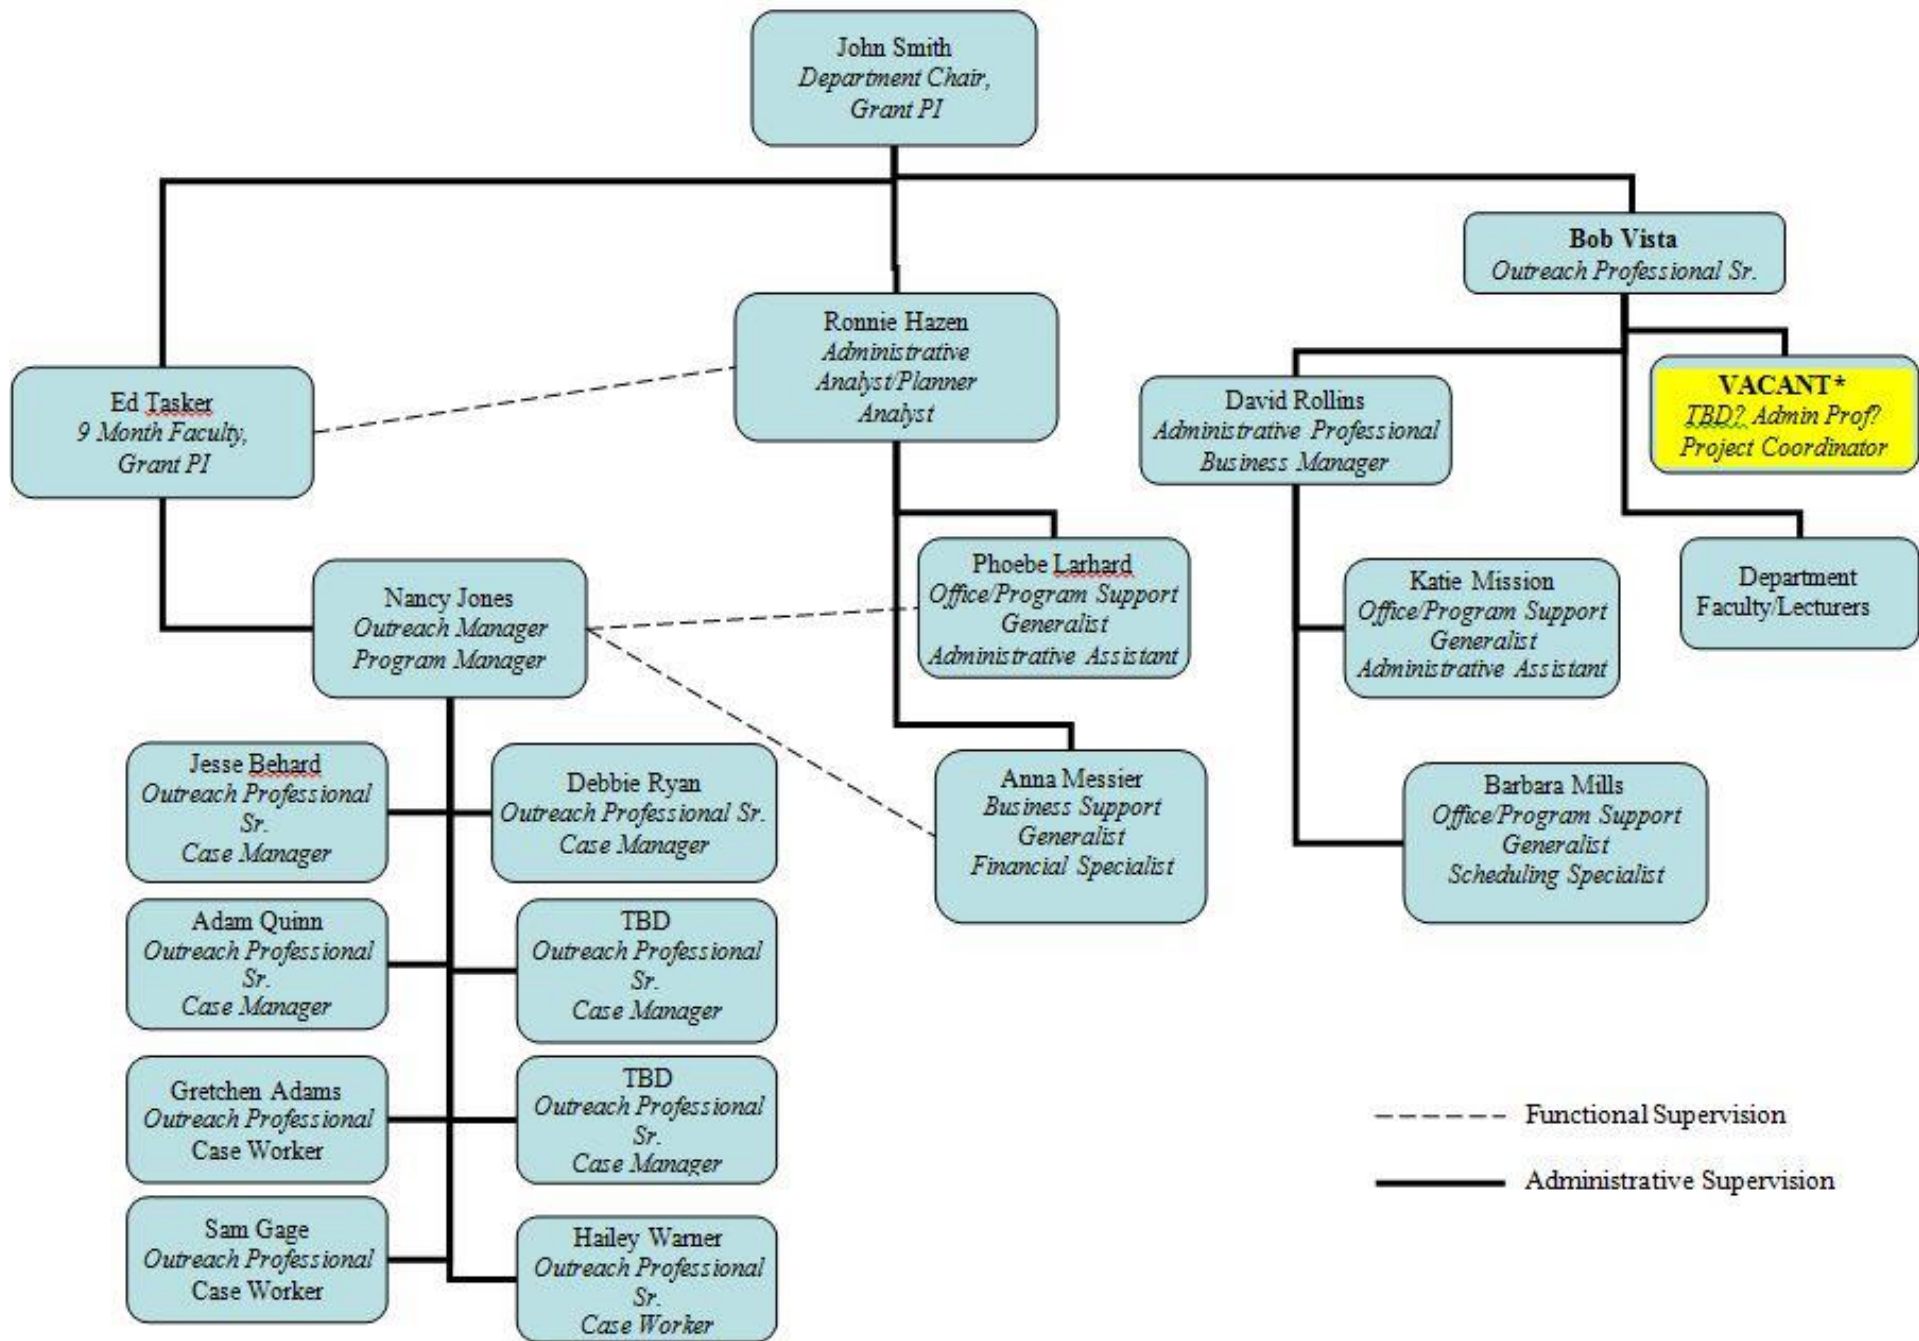 John Smith
Department Chair,
Grant PI
Bob Vista
Outreach Professional Sr.
Ronnie Hazen
Administrative
Analyst/Planner
Analyst
Ed Tasker
9 Month Faculty,
Grant PI
David Rollins
Administrative Professional
Business Manager
VACANT*
TBD? Admin Prof?
Project Coordinator
Nancy Jones
Outreach Manager
Program Manager
Phoebe Larhard
Office/Program Support
Generalist
Administrative Assistant
Katie Mission
Office/Program Support
Generalist
Administrative Assistant
Department
Faculty/Lecturers
Jesse Behard
Outreach Professional
Sr.
Case Manager
Debbie Ryan
Outreach Professional Sr.
Case Manager
Anna Messier
Business Support
Generalist
Financial Specialist
Barbara Mills
Office/Program Support
Generalist
Scheduling Specialist
Adam Quinn
Outreach Professional
Sr.
Case Manager
TBD
Outreach Professional
Sr.
Case Manager
Gretchen Adams
Outreach Professional
Case Worker
TBD
Outreach Professional
Sr.
Case Manager
Sam Gage
Outreach Professional
Case Worker
Hailey Warner
Outreach Professional
Sr.
Case Worker
Functional Supervision
Administrative Supervision